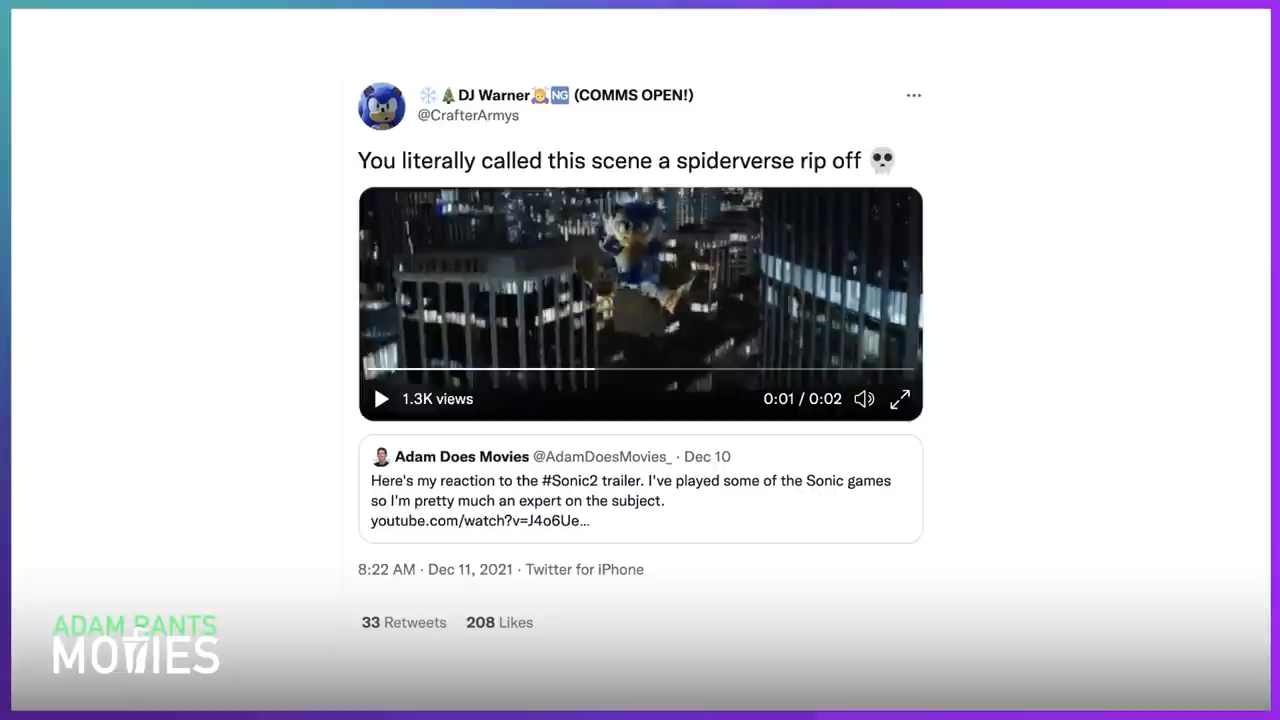 ❄️🌲DJ Warner🙋‍♂️🆖 (COMMS OPEN!)
@CrafterArmys
You literally called this scene a spiderverse rip off 💀
1.3K views
0:01 / 0:02
Adam Does Movies @AdamDoesMovies_ · Dec 10
Here's my reaction to the #Sonic2 trailer. I've played some of the Sonic games
so I'm pretty much an expert on the subject.
youtube.com/watch?v=J4o6Ue...
8:22 AM · Dec 11, 2021 · Twitter for iPhone
33 Retweets 208 Likes
ADAM RANTS
MOVIES